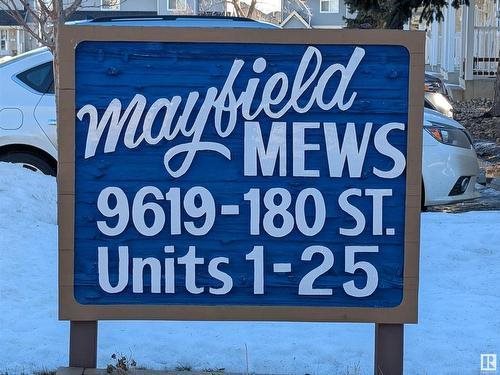 Mayfield
MEWS
9619-180 ST.
Units 1-25